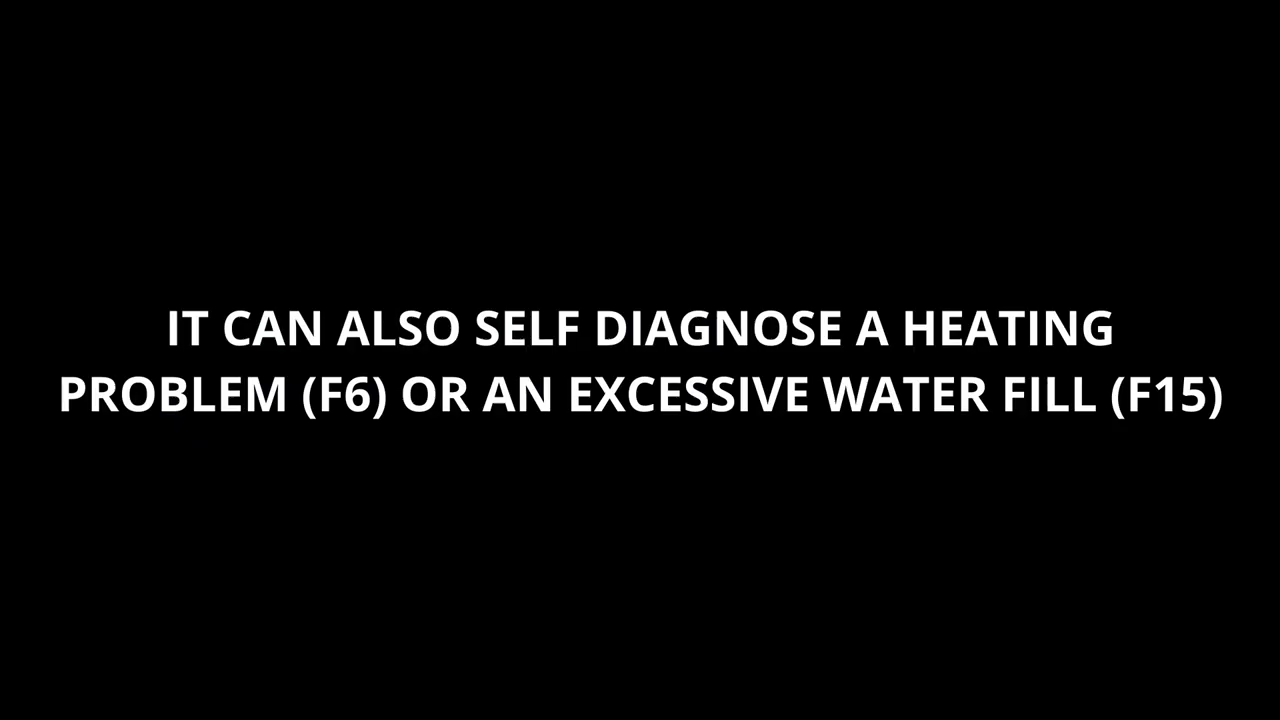 IT CAN ALSO SELF DIAGNOSE A HEATING
PROBLEM (F6) OR AN EXCESSIVE WATER FILL (F15)